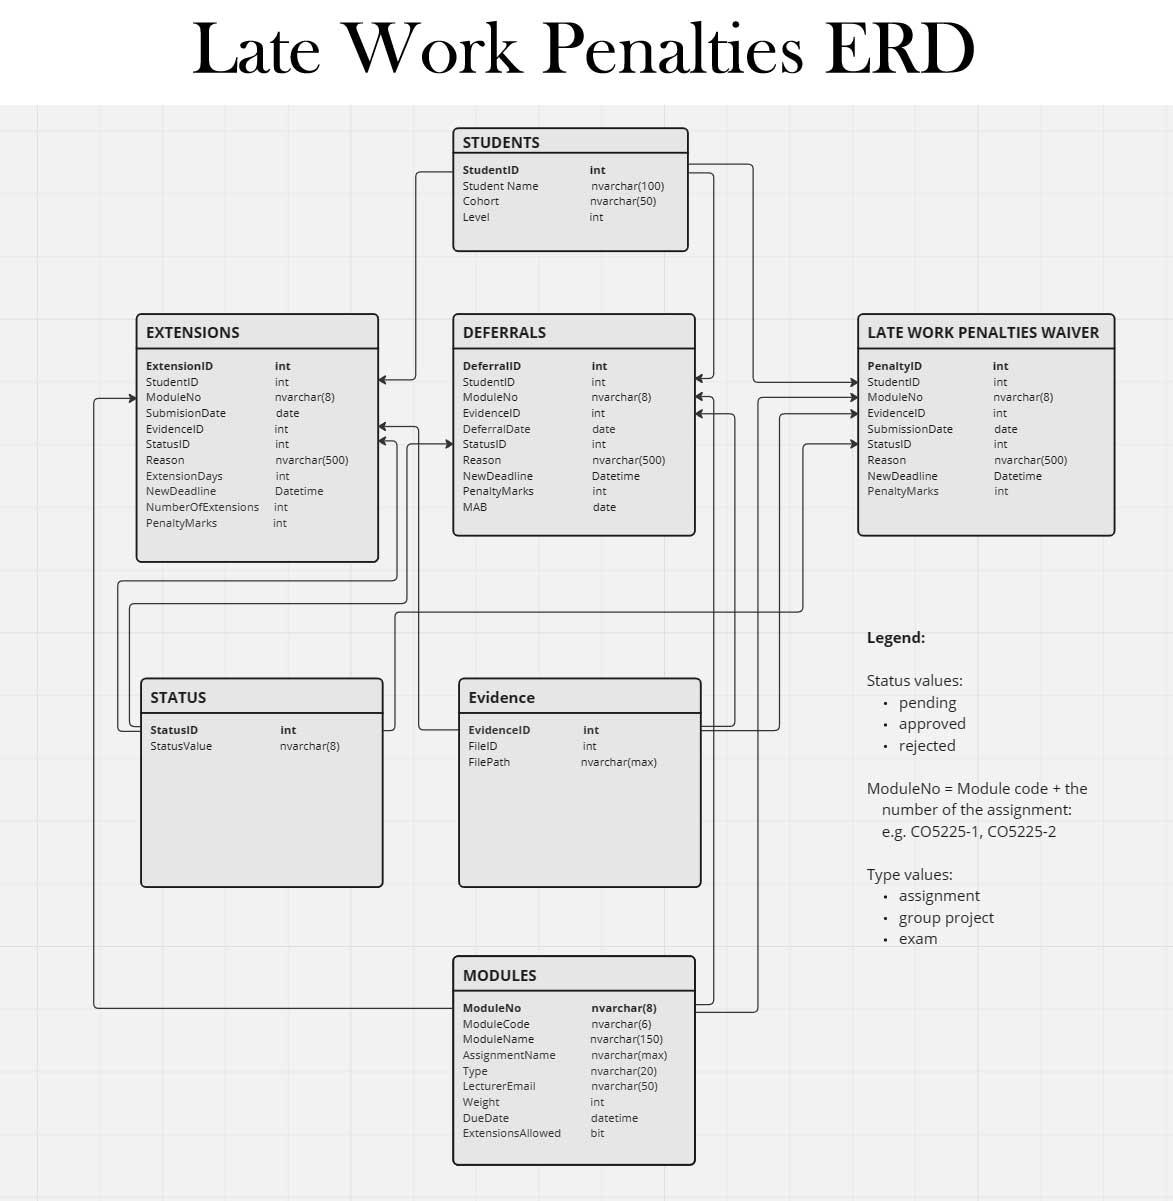 Late Work Penalties ERD
STUDENTS
StudentID int
Student Name nvarchar(100)
Cohort nvarchar(50)
Level int
EXTENSIONS
ExtensionID int
StudentID int
ModuleNo nvarchar(8)
SubmisionDate date
EvidenceID int
StatusID int
Reason nvarchar(500)
ExtensionDays int
NewDeadline Datetime
NumberOfExtensions int
PenaltyMarks int
DEFERRALS
DeferralID int
StudentID int
ModuleNo nvarchar(8)
EvidenceID int
DeferralDate date
StatusID int
Reason nvarchar(500)
NewDeadline Datetime
PenaltyMarks int
MAB date
LATE WORK PENALTIES WAIVER
PenaltyID int
StudentID int
ModuleNo nvarchar(8)
EvidenceID int
SubmissionDate date
StatusID int
Reason nvarchar(500)
NewDeadline Datetime
PenaltyMarks int
STATUS
StatusID int
StatusValue nvarchar(8)
Evidence
EvidenceID int
FileID int
FilePath nvarchar(max)
Legend:
Status values:
• pending
• approved
• rejected
ModuleNo = Module code + the
number of the assignment:
e.g. CO5225-1, CO5225-2
Type values:
• assignment
• group project
• exam
MODULES
ModuleNo nvarchar(8)
ModuleCode nvarchar(6)
ModuleName nvarchar(150)
AssignmentName nvarchar(max)
Type nvarchar(20)
LecturerEmail nvarchar(50)
Weight int
DueDate datetime
ExtensionsAllowed bit